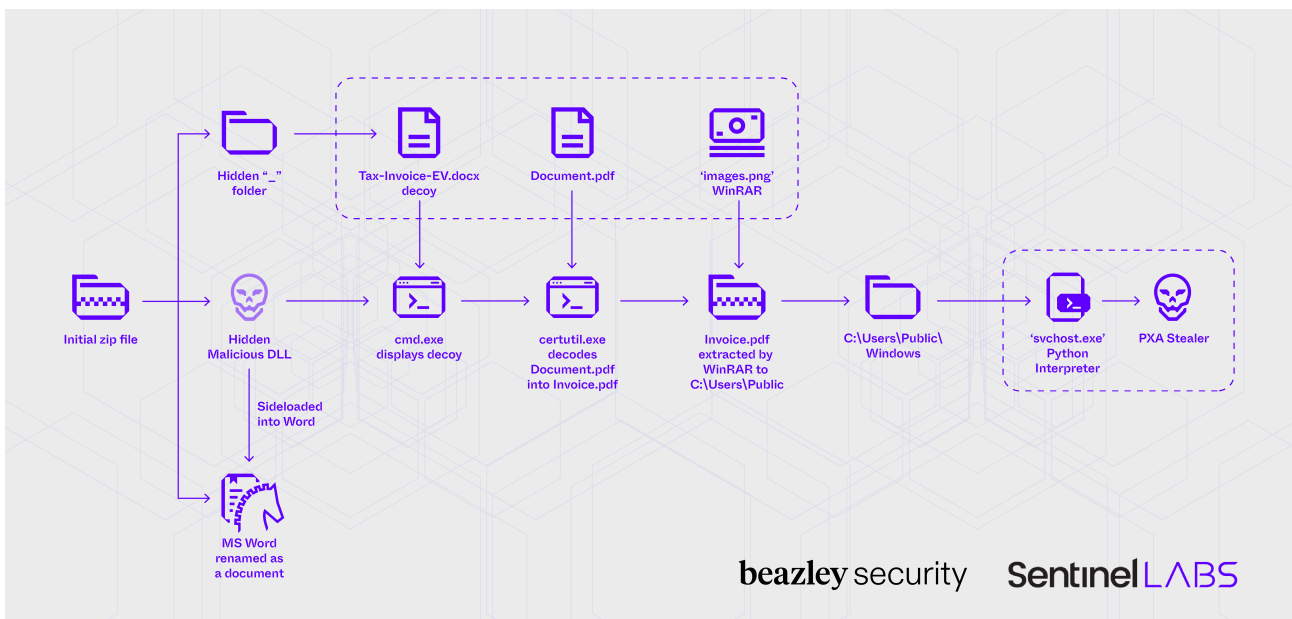 Hidden “_”
folder
Tax-Invoice-EV.docx
decoy
Document.pdf
‘images.png’
WinRAR
Initial zip file
Hidden
Malicious DLL
cmd.exe
displays decoy
certutil.exe
decodes
Document.pdf
into Invoice.pdf
Invoice.pdf
extracted by
WinRAR to
C:\Users\Public
C:\Users\Public\
Windows
‘svchost.exe’
Python
Interpreter
PXA Stealer
Sideloaded
into Word
MS Word
renamed as
a document
beazley security
SentinelLABS